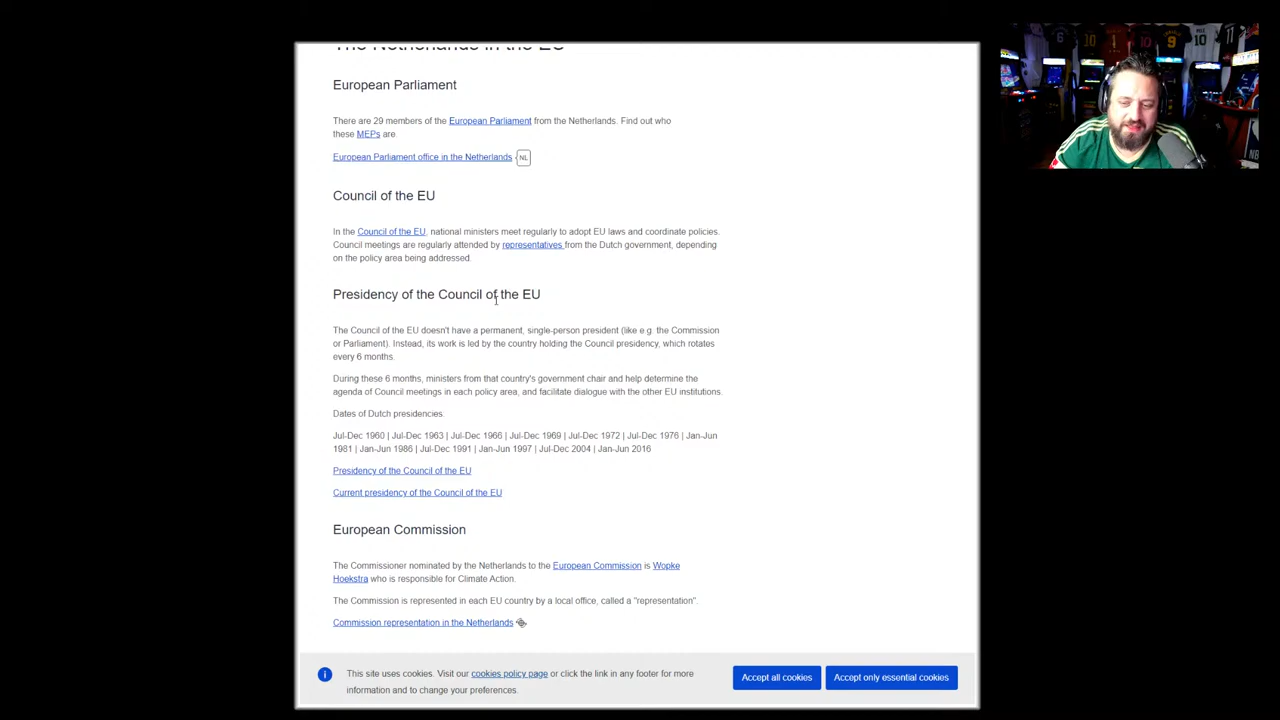 The Netherlands in the EU
European Parliament
There are 29 members of the European Parliament from the Netherlands. Find out who
these MEPs are.
European Parliament office in the Netherlands NL
Council of the EU
In the Council of the EU, national ministers meet regularly to adopt EU laws and coordinate policies.
Council meetings are regularly attended by representatives from the Dutch government, depending
on the policy area being addressed.
Presidency of the Council of the EU
The Council of the EU doesn't have a permanent, single-person president (like e.g. the Commission
or Parliament). Instead, its work is led by the country holding the Council presidency, which rotates
every 6 months.
During these 6 months, ministers from that country's government chair and help determine the
agenda of Council meetings in each policy area, and facilitate dialogue with the other EU institutions.
Dates of Dutch presidencies:
Jul-Dec 1960 | Jul-Dec 1963 | Jul-Dec 1966 | Jul-Dec 1969 | Jul-Dec 1972 | Jul-Dec 1976 | Jan-Jun
1981 | Jan-Jun 1986 | Jul-Dec 1991 | Jan-Jun 1997 | Jul-Dec 2004 | Jan-Jun 2016
Presidency of the Council of the EU
Current presidency of the Council of the EU
European Commission
The Commissioner nominated by the Netherlands to the European Commission is Wopke
Hoekstra who is responsible for Climate Action.
The Commission is represented in each EU country by a local office, called a "representation".
Commission representation in the Netherlands
This site uses cookies. Visit our cookies policy page or click the link in any footer for more
information and to change your preferences.
Accept all cookies
Accept only essential cookies
6 10 1 10 9 10 11